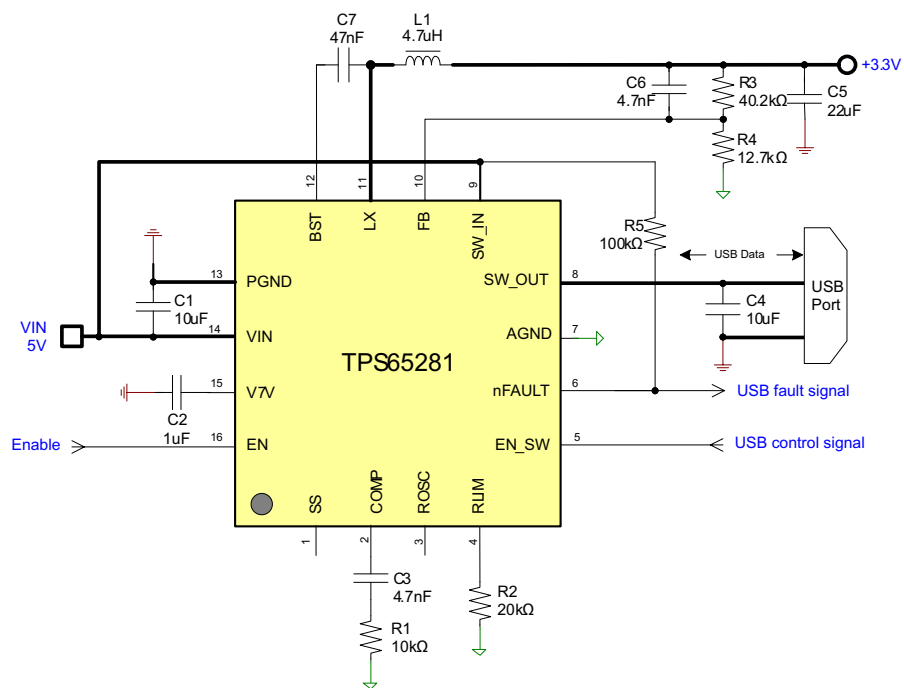 C7
47nF
L1
4.7uH
+3.3V
C6
4.7nF
R3
40.2kΩ
C5
22uF
R4
12.7kΩ
12
11
10
9
BST
LX
FB
SW_IN
R5
100kΩ
USB Data
USB
Port
13
PGND
SW_OUT
8
C1
10uF
C4
10uF
VIN
5V
14
VIN
AGND
7
TPS65281
15
V7V
nFAULT
6
USB fault signal
C2
1uF
Enable
16
EN
EN_SW
5
USB control signal
SS
COMP
ROSC
RLIM
1
2
3
4
C3
4.7nF
R2
20kΩ
R1
10kΩ